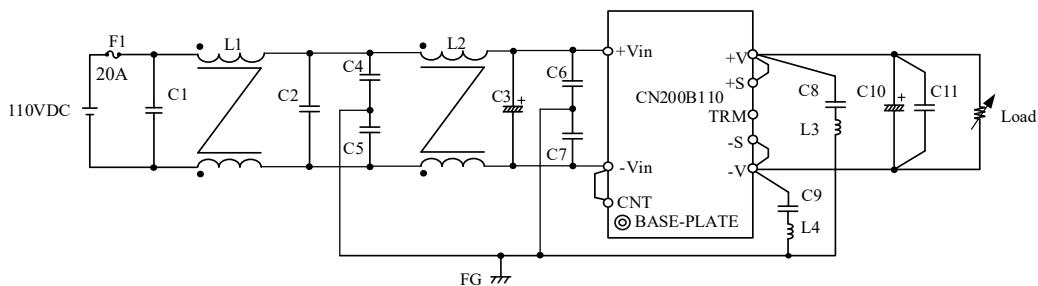 F1
20A
110VDC
C1
L1
C2
C4
C5
L2
C3
+
C6
C7
+Vin
-Vin
CNT
CN200B110
BASE-PLATE
+V
+S
TRM
-S
-V
C8
L3
C9
L4
C10
+
C11
Load
FG